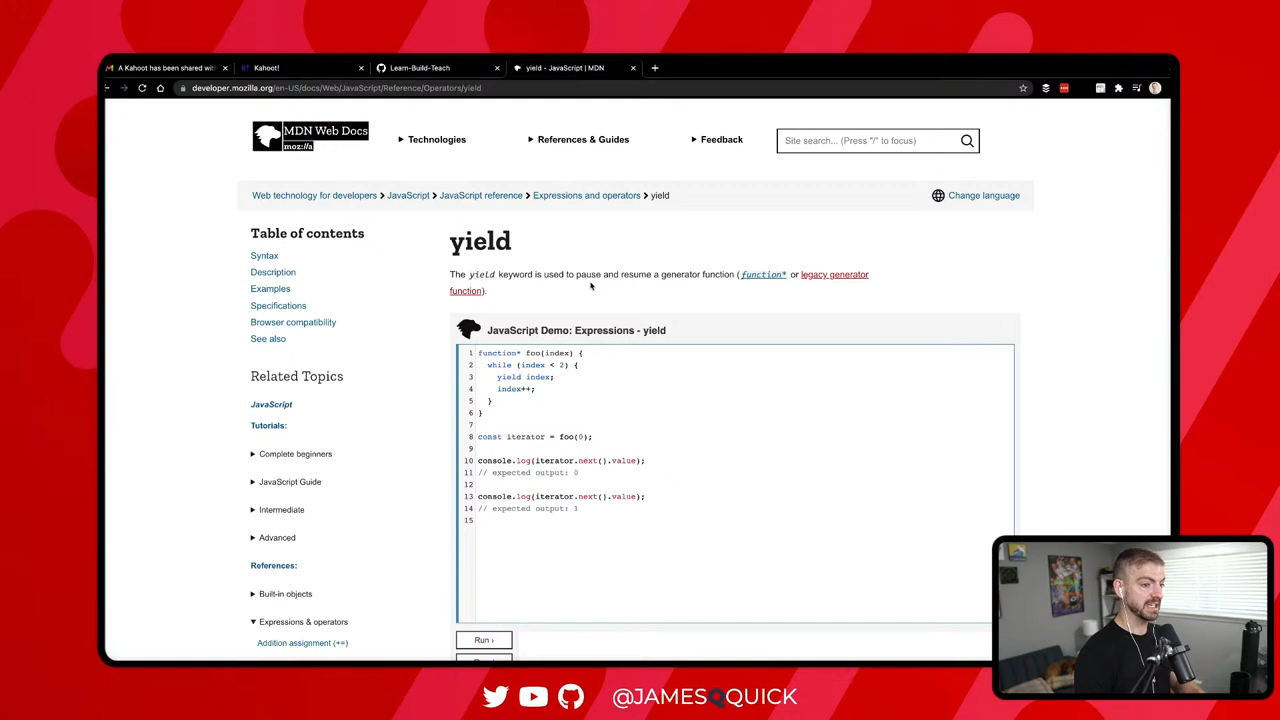 A Kahoot has been shared with
Kahoot!
Learn-Build-Teach
yield - JavaScript | MDN
developer.mozilla.org/en-US/docs/Web/JavaScript/Reference/Operators/yield
MDN Web Docs
moz://a
Technologies
References & Guides
Feedback
Site search... (Press "/" to focus)
Web technology for developers
JavaScript
JavaScript reference
Expressions and operators
yield
Change language
Table of contents
Syntax
Description
Examples
Specifications
Browser compatibility
See also
Related Topics
JavaScript
Tutorials:
Complete beginners
JavaScript Guide
Intermediate
Advanced
References:
Built-in objects
Expressions & operators
Addition assignment (+=)
yield
The yield keyword is used to pause and resume a generator function (function* or legacy generator
function).
JavaScript Demo: Expressions - yield
1 function* foo(index) {
2 while (index < 2) {
3 yield index;
4 index++;
5 }
6 }
7
8 const iterator = foo(0);
9
10 console.log(iterator.next().value);
11 // expected output: 0
12
13 console.log(iterator.next().value);
14 // expected output: 1
15
Run ›
@JAMESQQUICK